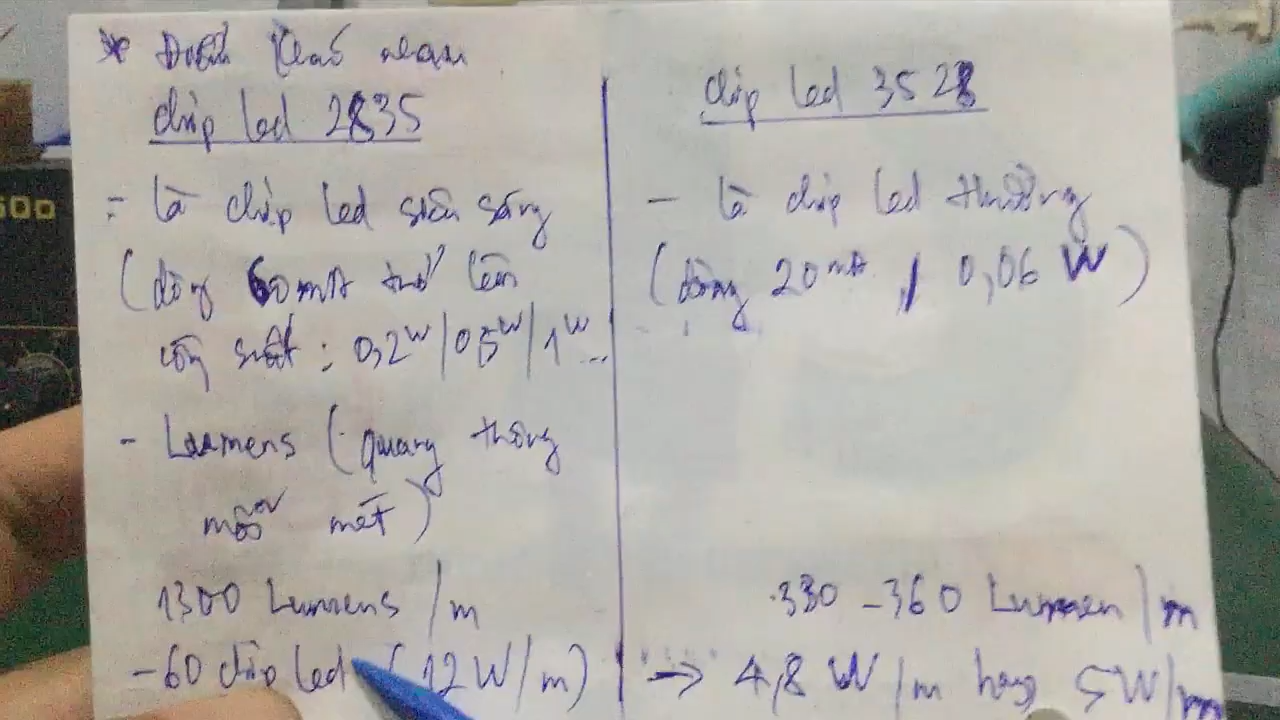 * Điểm khác nhau
chip led 2835
- là chip led siêu sáng
(dòng 60mA trở lên
công suất : 0,2W/0,5W/1W...
- Lumens (quang thông
mỗi mét)
1300 Lumens /m
- 60 chip led (12W/m)
chip led 3528
- là chip led thường
(dòng 20mA, 0,06 W)
330 - 360 Lumen/m
→ 4,8 W/m hay 5W/m
500